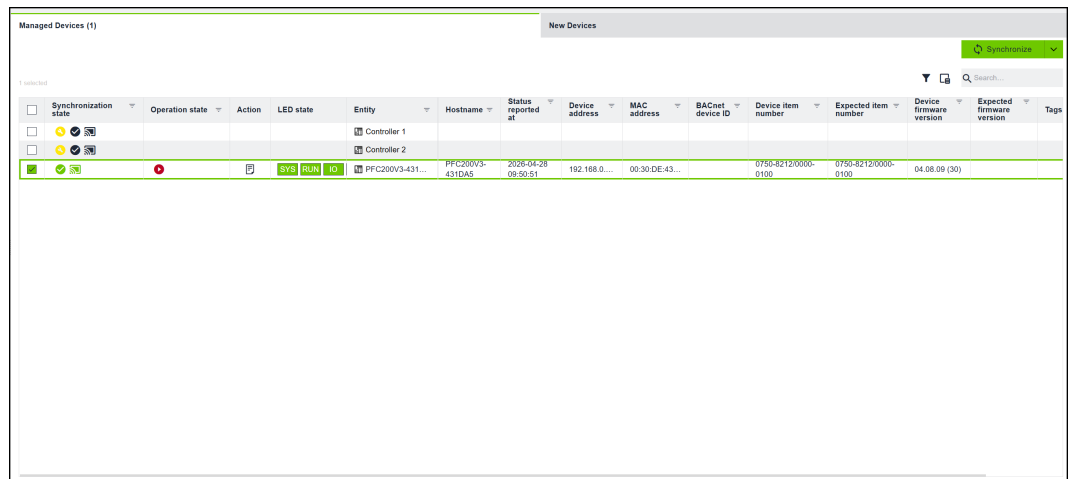 Managed Devices (1)
New Devices
Synchronize
1 selected
Search...
Synchronization state
Operation state
Action
LED state
Entity
Hostname
Status reported at
Device address
MAC address
BACnet device ID
Device item number
Expected item number
Device firmware version
Expected firmware version
Tags
Controller 1
Controller 2
SYS RUN IO
PFC200V3-431...
PFC200V3-431DA5
2026-04-28 09:50:51
192.168.0....
00:30:DE:43...
0750-8212/0000-0100
0750-8212/0000-0100
04.08.09 (30)